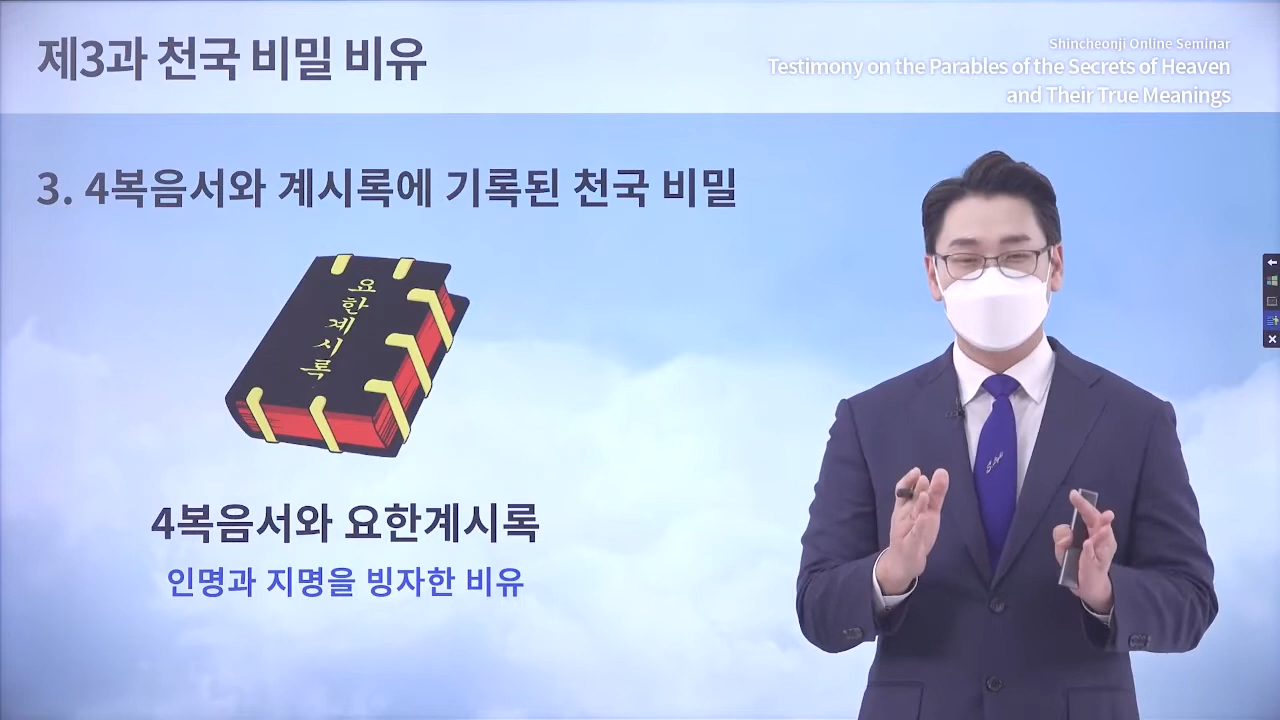 제3과 천국 비밀 비유
Shincheonji Online Seminar
Testimony on the Parables of the Secrets of Heaven
and Their True Meanings
3. 4복음서와 계시록에 기록된 천국 비밀
요한계시록
4복음서와 요한계시록
인명과 지명을 빙자한 비유